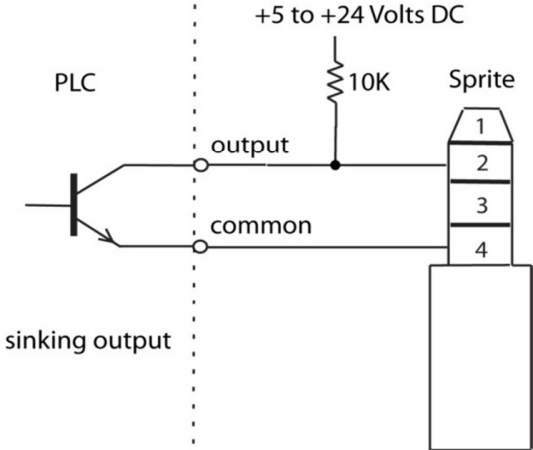 +5 to +24 Volts DC
PLC
10K
Sprite
1
output
2
3
common
4
sinking output